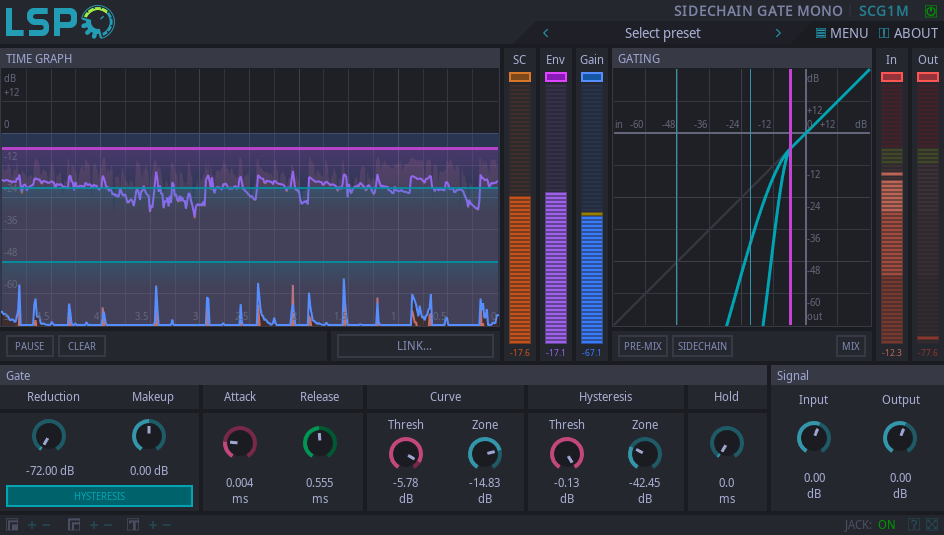 LSP
SIDECHAIN GATE MONO SCG1M
Select preset
MENU ABOUT
TIME GRAPH
SC Env Gain
GATING
In Out
dB
+12
0
-12
-24
-36
-48
-60
4.5 4 3.5 3 2.5 2 1.5 1 0.5
dB
+12
in -60 -48 -36 -24 -12 0 +12 dB
-12
-24
-36
-48
-60
out
PAUSE CLEAR
LINK...
-17.6 -17.1 -67.1
PRE-MIX SIDECHAIN MIX
-12.3 -77.6
Gate
Signal
Reduction Makeup Attack Release Curve Hysteresis Hold
Input Output
Thresh Zone Thresh Zone
-72.00 dB 0.00 dB
0.004 0.555 -5.78 -14.83 -0.13 -42.45 0.0 0.00 0.00
ms ms dB dB dB dB ms dB dB
HYSTERESIS
JACK: ON